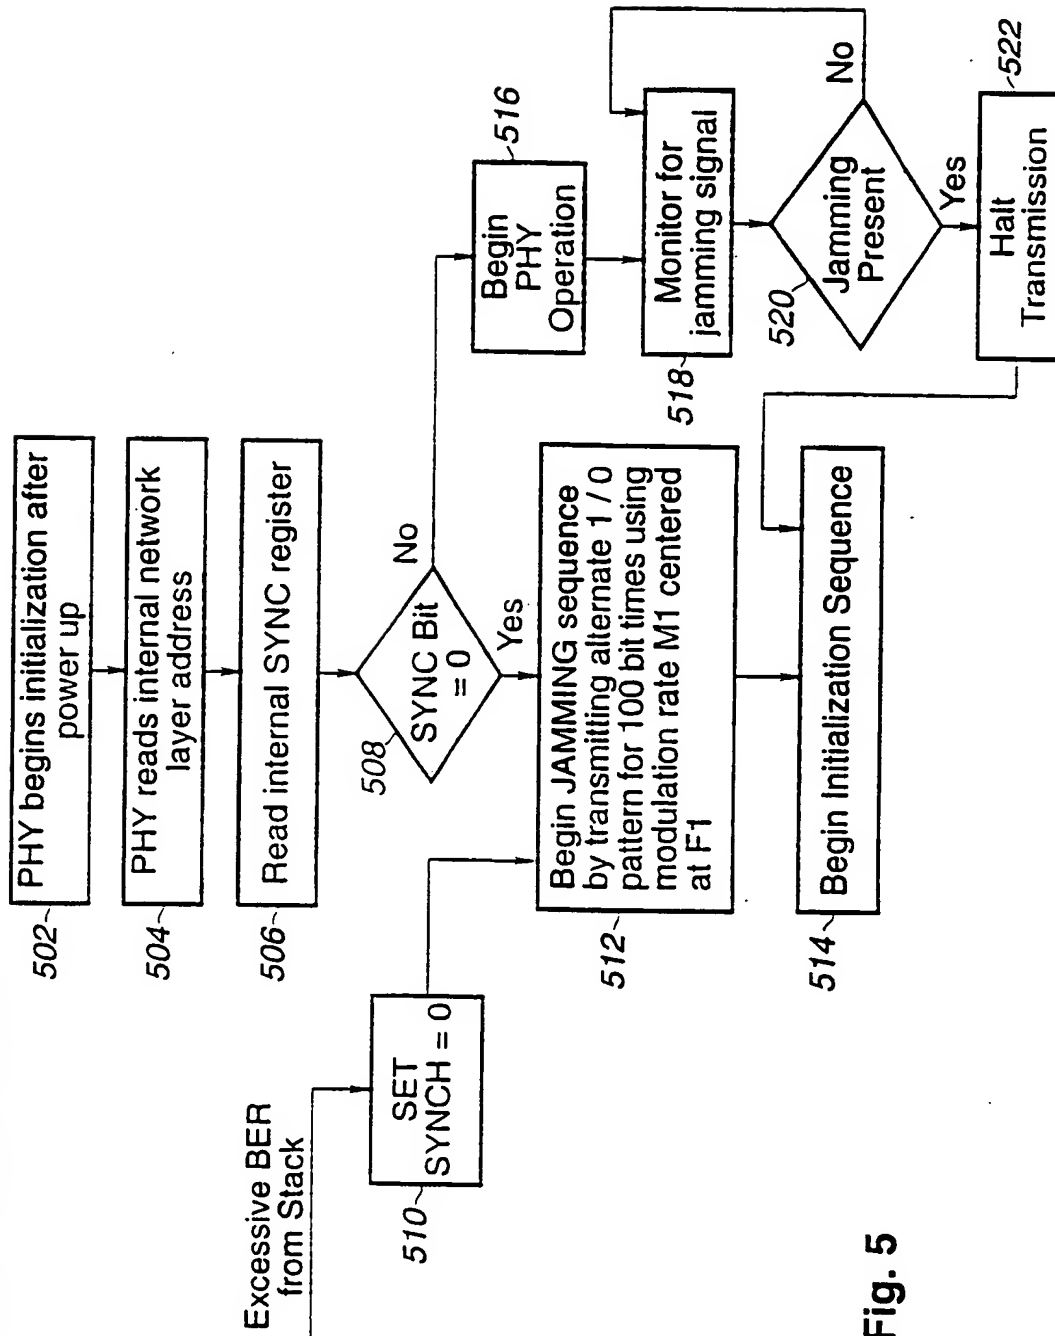 502
PHY begins initialization after
power up
504
PHY reads internal network
layer address
506
Read internal SYNC register
508
SYNC Bit
= 0
No
Yes
Excessive BER
from Stack
510
SET
SYNCH = 0
512
Begin JAMMING sequence
by transmitting alternate 1 / 0
pattern for 100 bit times using
modulation rate M1 centered
at F1
514
Begin Initialization Sequence
516
Begin
PHY
Operation
518
Monitor for
jamming signal
520
Jamming
Present
No
Yes
522
Halt
Transmission
Fig. 5